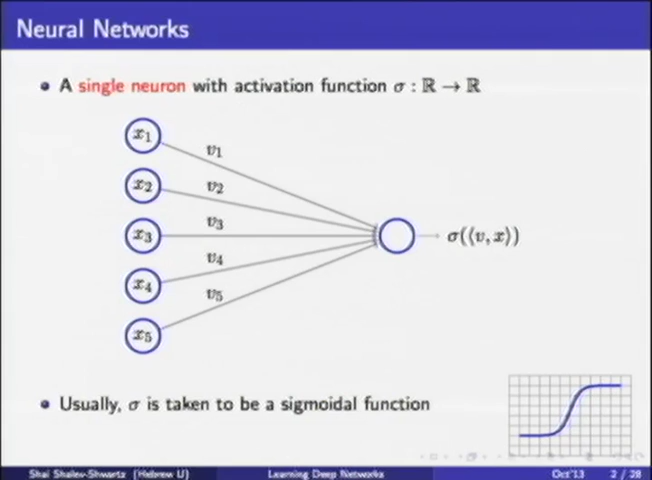 Neural Networks
A single neuron with activation function σ : ℝ → ℝ
x₁
v₁
x₂
v₂
x₃
v₃
σ(⟨v, x⟩)
x₄
v₄
x₅
v₅
Usually, σ is taken to be a sigmoidal function
Shai Shalev-Shwartz (Hebrew U)
Learning Deep Networks
Oct'13
2 / 28